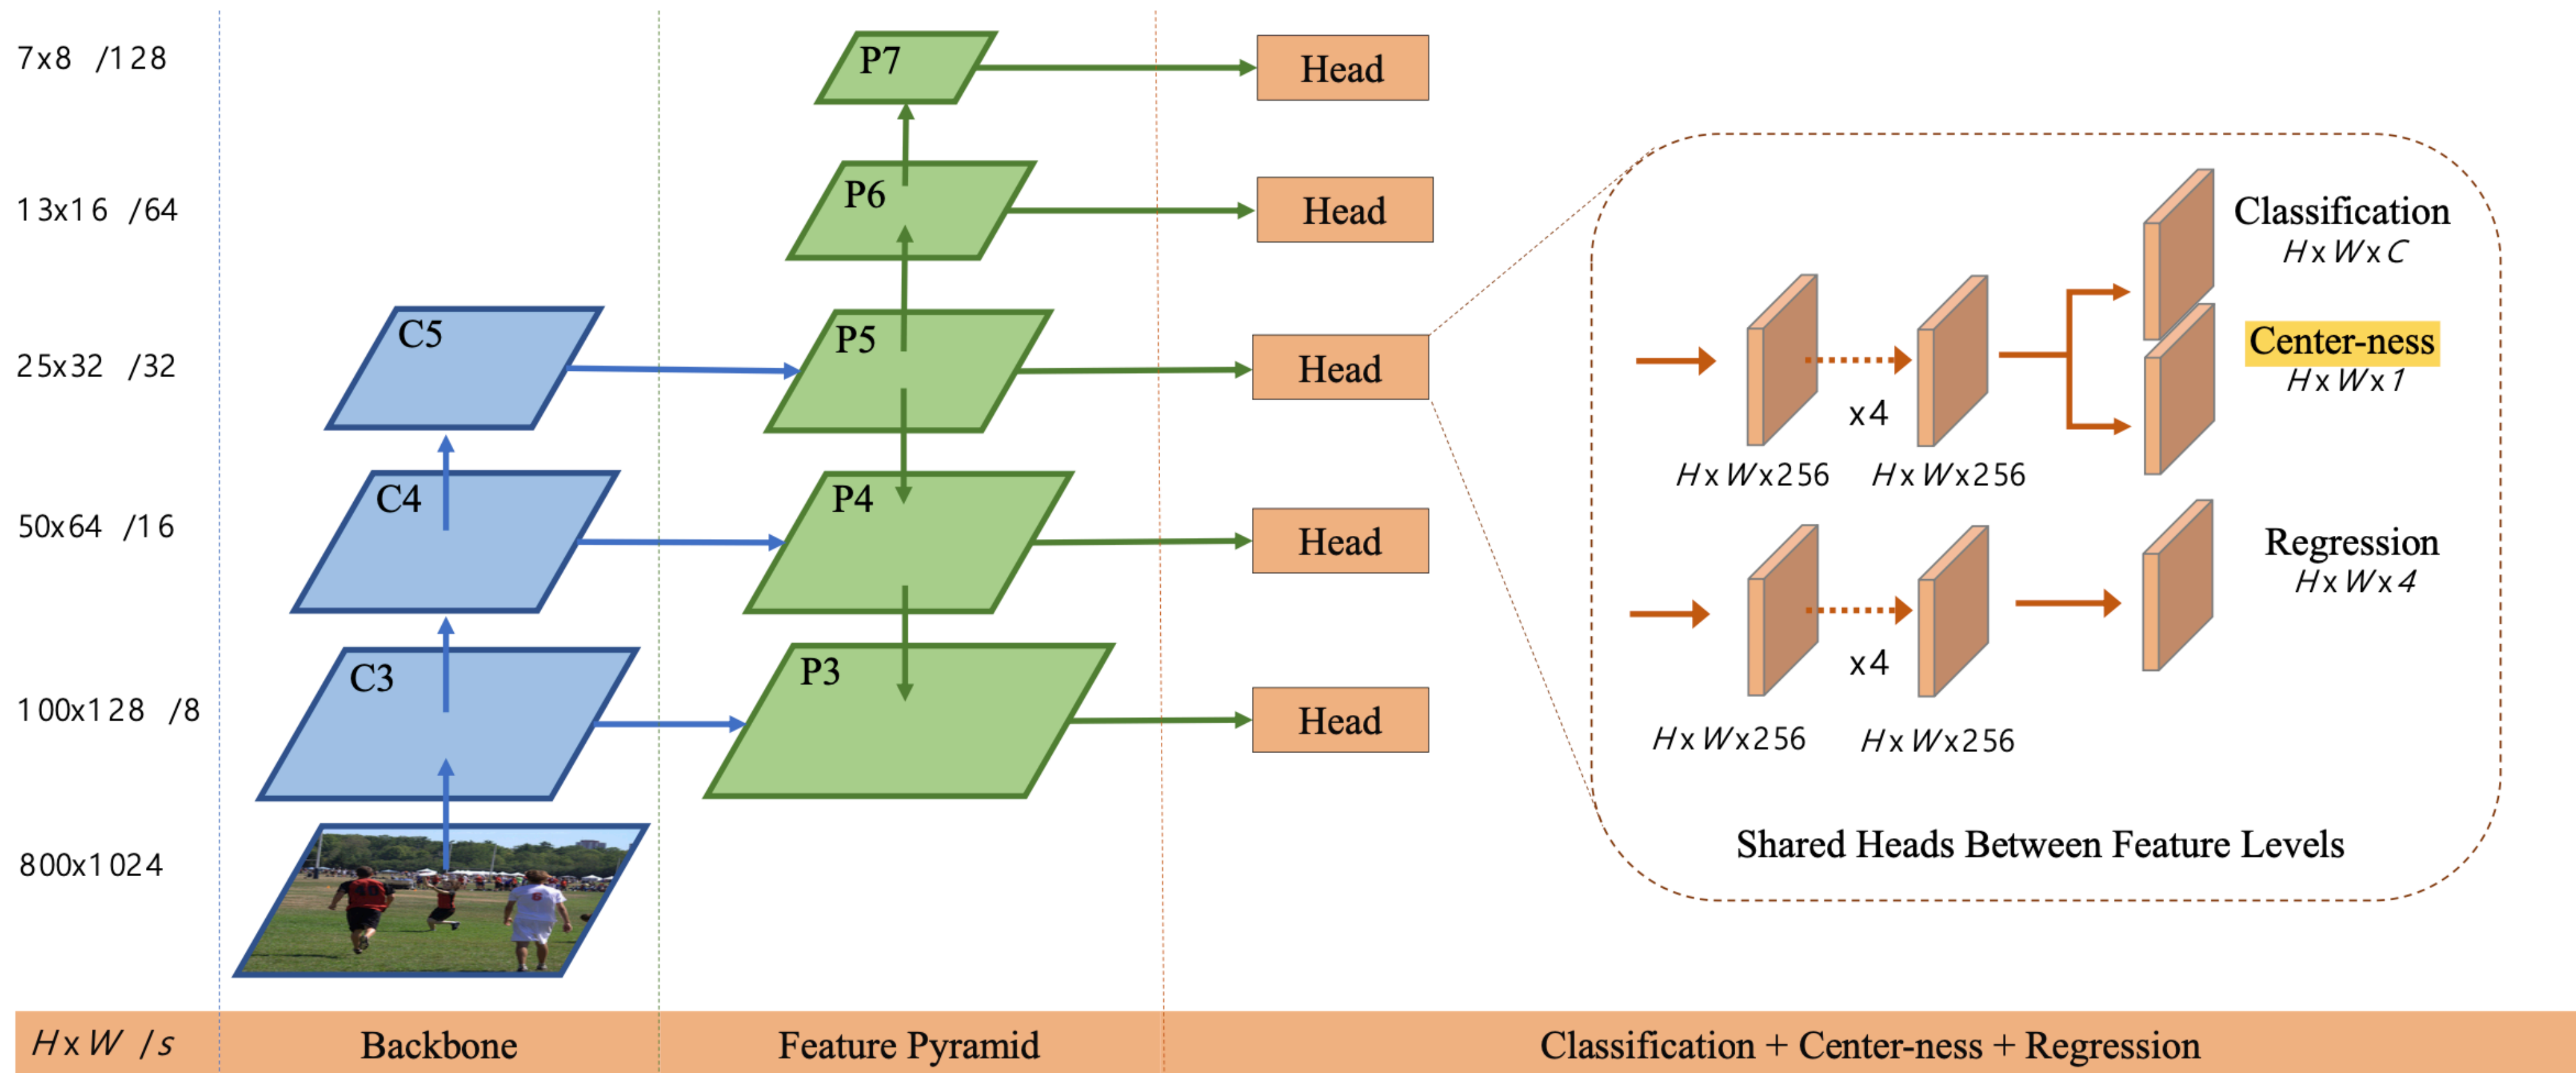 7x8 /128
P7
Head
13x16 /64
P6
Head
25x32 /32
C5
P5
Head
50x64 /16
C4
P4
Head
100x128 /8
C3
P3
Head
800x1024
Classification
HxWxC
Center-ness
HxWx1
x4
HxWx256
HxWx256
Regression
HxWx4
x4
HxWx256
HxWx256
Shared Heads Between Feature Levels
HxW /s
Backbone
Feature Pyramid
Classification + Center-ness + Regression